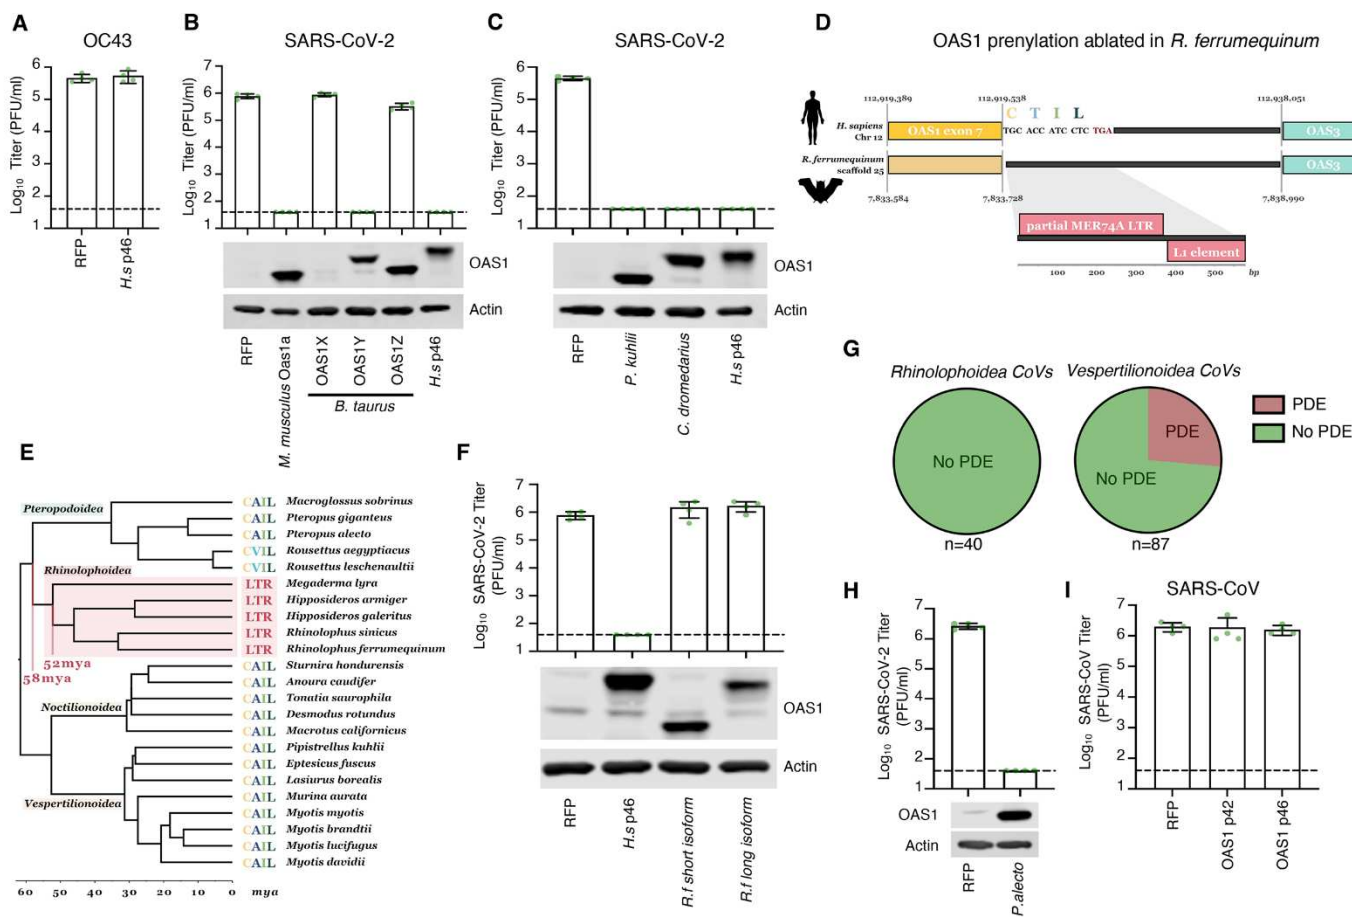 A
OC43
Log₁₀ Titer (PFU/ml)
6
5
4
3
2
1
RFP
H.s p46
B
SARS-CoV-2
Log₁₀ Titer (PFU/ml)
7
6
5
4
3
2
1
OAS1
Actin
RFP
M. musculus Oas1a
OAS1X
OAS1Y
OAS1Z
H.s p46
B. taurus
C
SARS-CoV-2
Log₁₀ Titer (PFU/ml)
6
5
4
3
2
1
OAS1
Actin
RFP
P. kuhlii
C. dromedarius
H.s p46
D
OAS1 prenylation ablated in R. ferrumequinum
112,919,389
112,919,538
112,938,051
C T I L
H. sapiens
Chr 12
OAS1 exon 7
TGC ACC ATC CTC TGA
OAS3
R. ferrumequinum
scaffold 25
OAS3
7,833,584
7,833,728
7,838,990
partial MER74A LTR
L1 element
100 200 300 400 500 bp
E
Pteropodoidea
CAIL Macroglossus sobrinus
CAIL Pteropus giganteus
CAIL Pteropus alecto
CVIL Rousettus aegyptiacus
CVIL Rousettus leschenaultii
Rhinolophoidea
LTR Megaderma lyra
LTR Hipposideros armiger
LTR Hipposideros galeritus
LTR Rhinolophus sinicus
LTR Rhinolophus ferrumequinum
52mya
58mya
CAIL Sturnira hondurensis
CAIL Anoura caudifer
Noctilionoidea
CAIL Tonatia saurophila
CAIL Desmodus rotundus
CAIL Macrotus californicus
CAIL Pipistrellus kuhlii
CAIL Eptesicus fuscus
CAIL Lasiurus borealis
Vespertilionoidea
CAIL Murina aurata
CAIL Myotis myotis
CAIL Myotis brandtii
CAIL Myotis lucifugus
CAIL Myotis davidii
60 50 40 30 20 10 0 mya
F
Log₁₀ SARS-CoV-2 Titer
(PFU/ml)
7
6
5
4
3
2
1
OAS1
Actin
RFP
H.s p46
R.f short isoform
R.f long isoform
G
Rhinolophoidea CoVs
Vespertilionoidea CoVs
No PDE
PDE
No PDE
PDE
No PDE
n=40
n=87
H
Log₁₀ SARS-CoV-2 Titer
(PFU/ml)
7
6
5
4
3
2
1
OAS1
Actin
RFP
P.alecto
I
SARS-CoV
Log₁₀ SARS-CoV Titer
(PFU/ml)
7
6
5
4
3
2
1
RFP
OAS1 p42
OAS1 p46